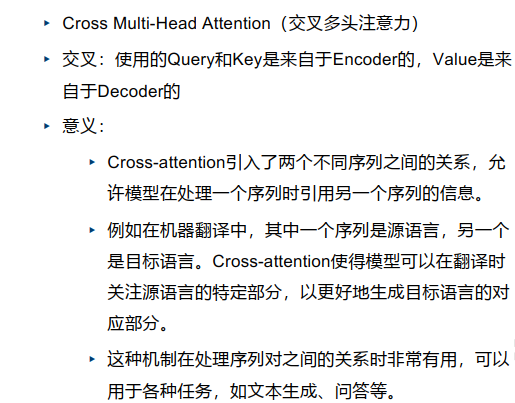 Cross Multi-Head Attention（交叉多头注意力）
交叉：使用的Query和Key是来自于Encoder的，Value是来
自于Decoder的
意义：
Cross-attention引入了两个不同序列之间的关系，允
许模型在处理一个序列时引用另一个序列的信息。
例如在机器翻译中，其中一个序列是源语言，另一个
是目标语言。Cross-attention使得模型可以在翻译时
关注源语言的特定部分，以更好地生成目标语言的对
应部分。
这种机制在处理序列对之间的关系时非常有用，可以
用于各种任务，如文本生成、问答等。